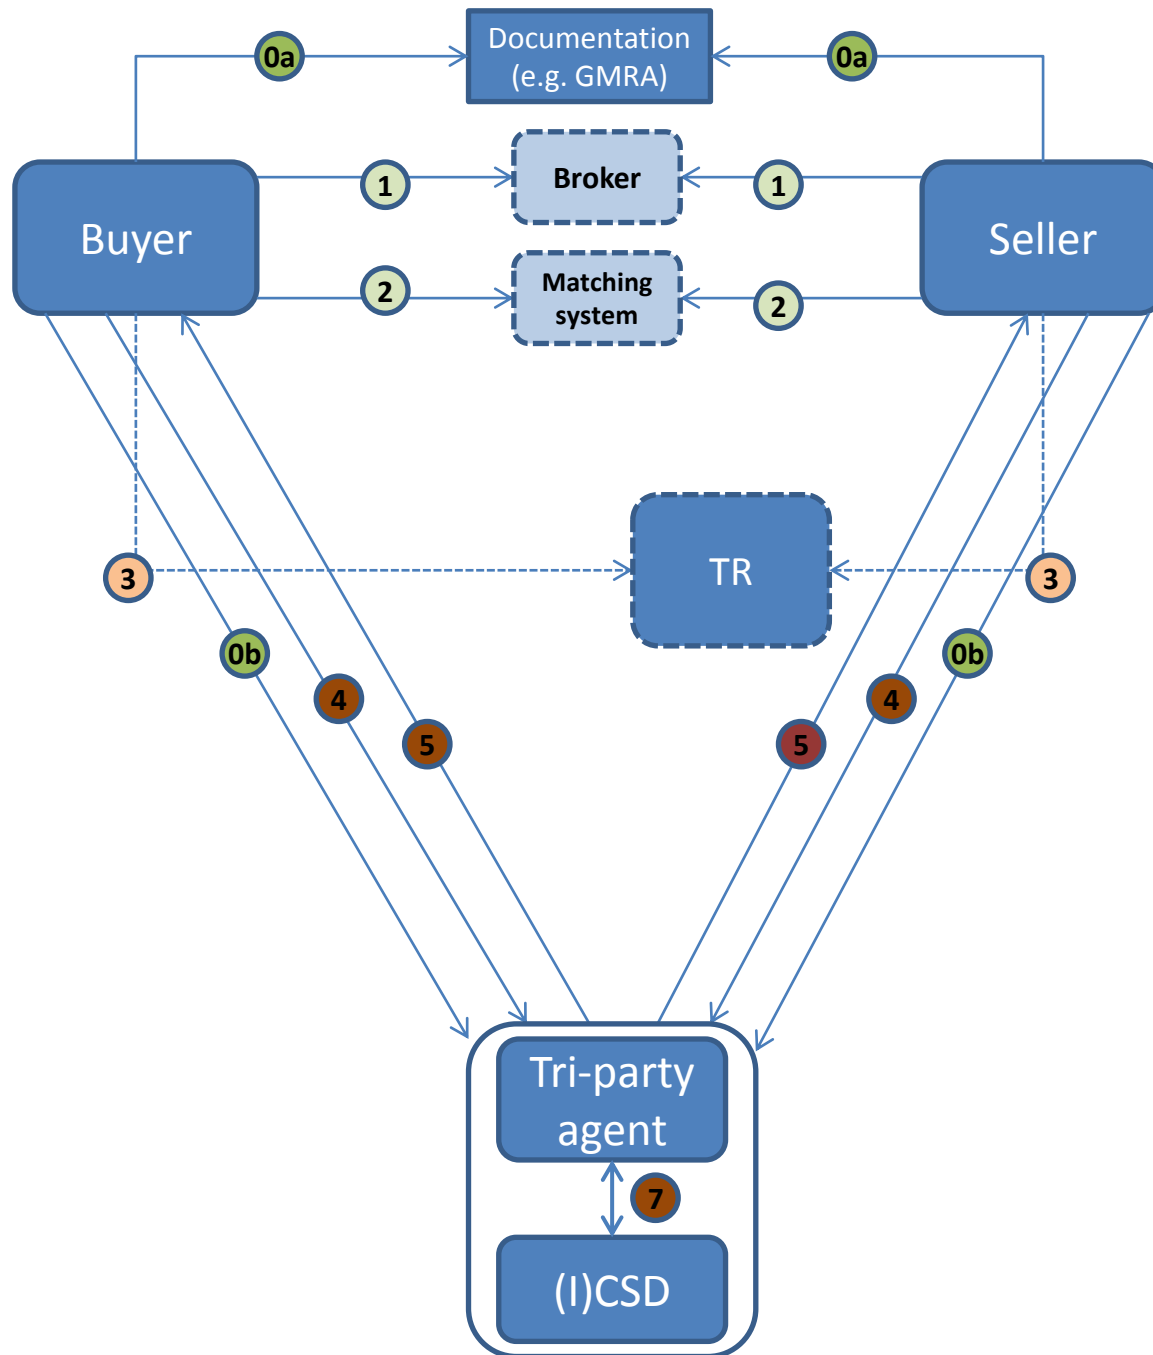 Documentation
(e.g. GMRA)
0a
0a
Buyer
1
Broker
1
Seller
2
Matching
system
2
3
TR
3
0b
0b
4
4
5
5
Tri-party
agent
7
(I)CSD